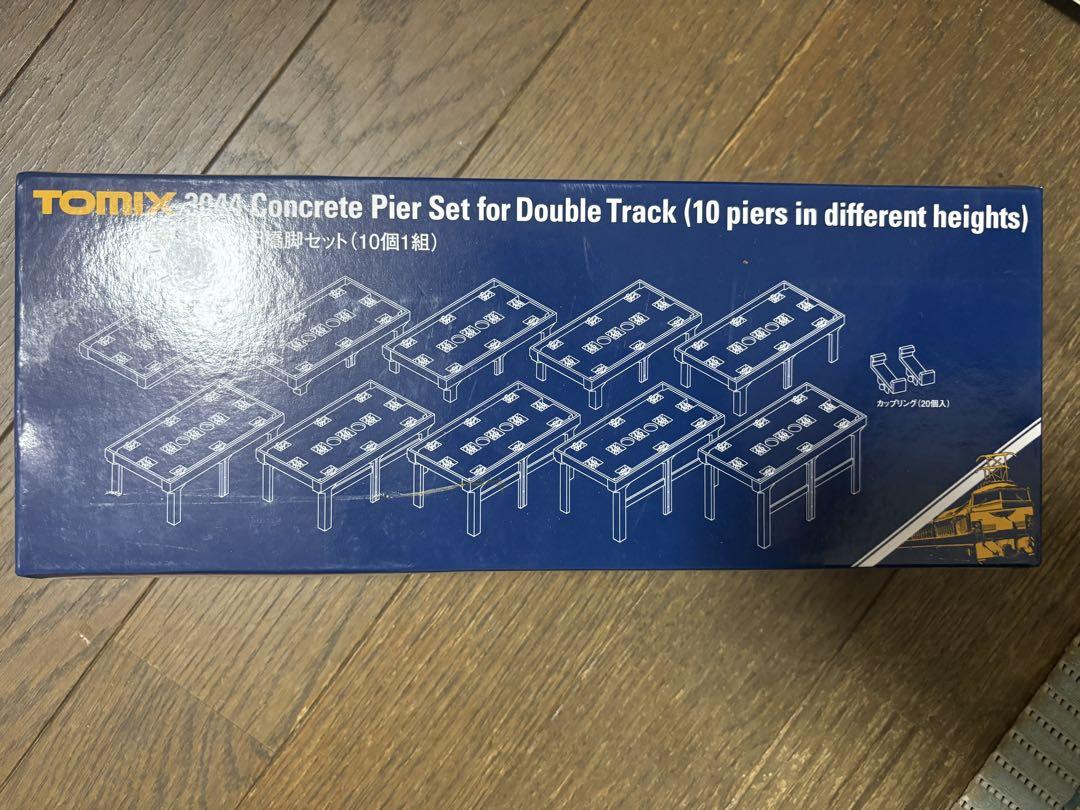 TOMIX 3044 Concrete Pier Set for Double Track (10 piers in different heights)
橋脚セット(10個1組)
カップリング(20個入)